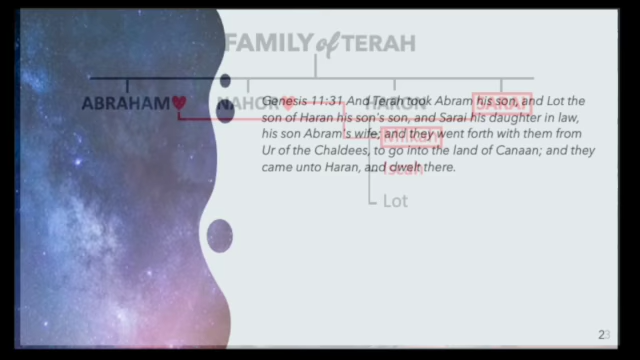 FAMILY of TERAH
ABRAHAM NAHOR HARON SARAI
Genesis 11:31 And Terah took Abram his son, and Lot the
son of Haran his son's son, and Sarai his daughter in law,
his son Abram's wife; and they went forth with them from
Ur of the Chaldees, to go into the land of Canaan; and they
came unto Haran, and dwelt there.
Lot